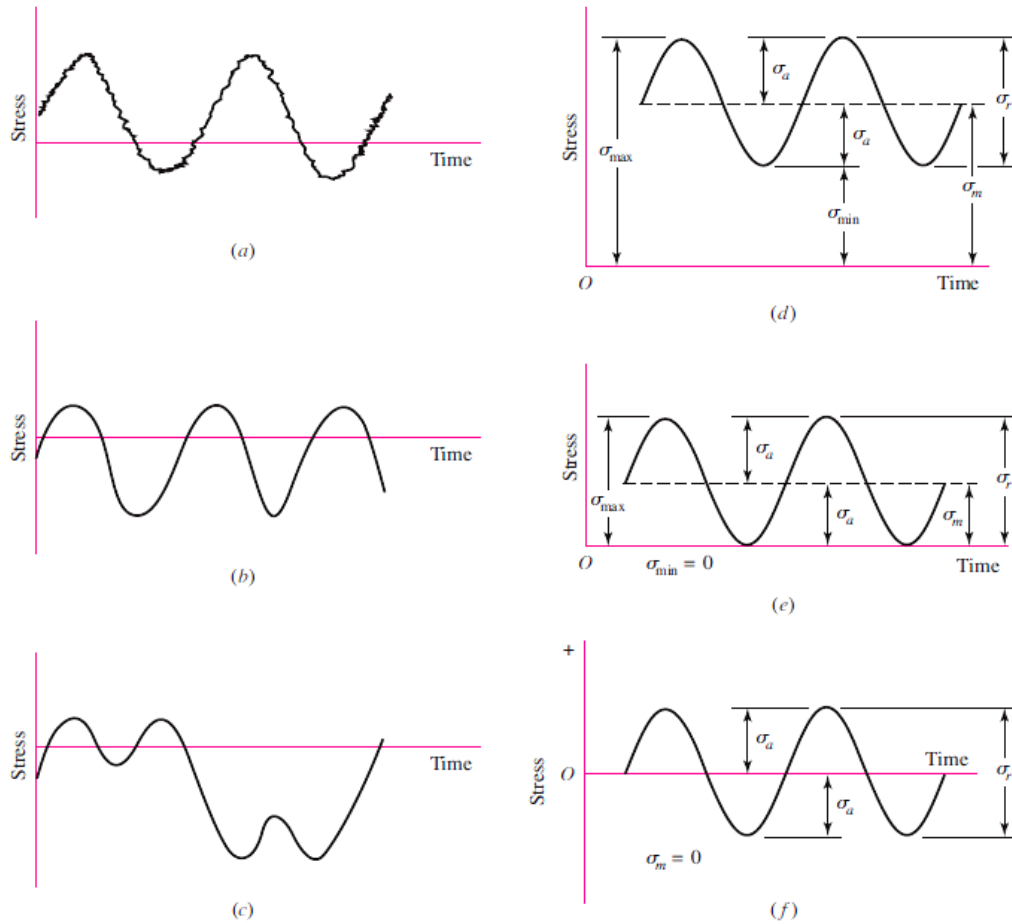 Stress
Time
(a)
Stress
Time
(b)
Stress
Time
(c)
Stress
σmax
σa
σa
σmin
σr
σm
O
Time
(d)
Stress
σmax
σa
σa
σm
σr
O
σmin = 0
Time
(e)
+
Stress
O
σa
σa
Time
σr
σm = 0
(f)